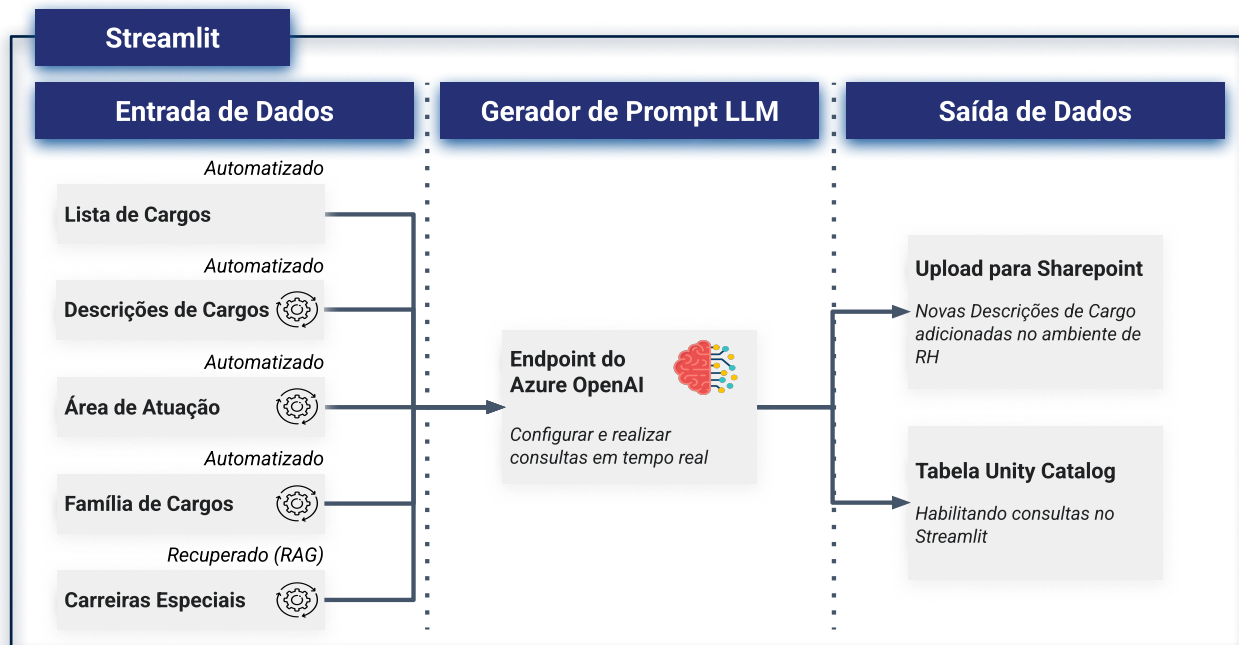 Streamlit
Entrada de Dados
Gerador de Prompt LLM
Saída de Dados
Automatizado
Lista de Cargos
Automatizado
Descrições de Cargos
Automatizado
Área de Atuação
Automatizado
Família de Cargos
Recuperado (RAG)
Carreiras Especiais
Endpoint do
Azure OpenAI
Configurar e realizar
consultas em tempo real
Upload para Sharepoint
Novas Descrições de Cargo
adicionadas no ambiente de
RH
Tabela Unity Catalog
Habilitando consultas no
Streamlit